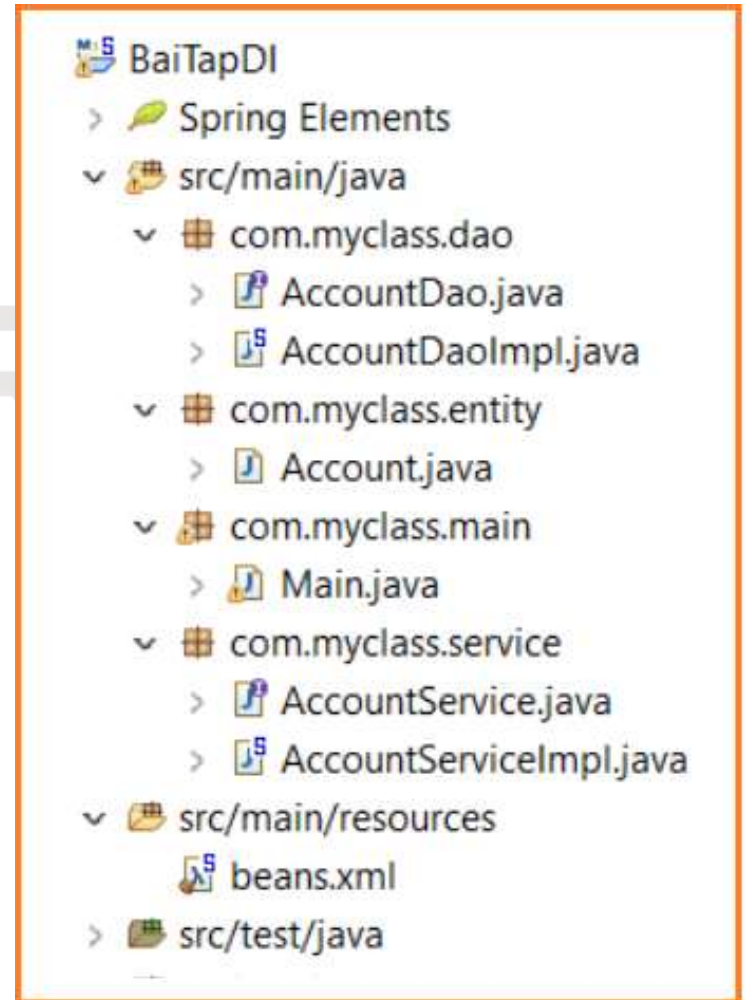 BaiTapDI
Spring Elements
src/main/java
com.myclass.dao
AccountDao.java
AccountDaoImpl.java
com.myclass.entity
Account.java
com.myclass.main
Main.java
com.myclass.service
AccountService.java
AccountServiceImpl.java
src/main/resources
beans.xml
src/test/java